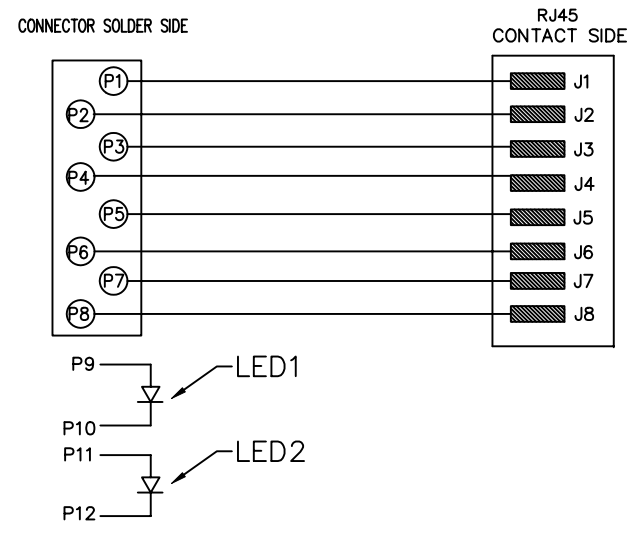 CONNECTOR SOLDER SIDE
RJ45
CONTACT SIDE
P1
J1
P2
J2
P3
J3
P4
J4
P5
J5
P6
J6
P7
J7
P8
J8
P9
LED1
P10
P11
LED2
P12